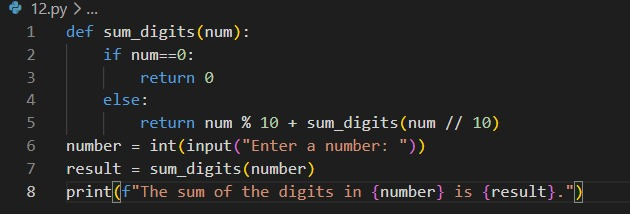 12.py > ...
1 def sum_digits(num):
2     if num==0:
3         return 0
4     else:
5         return num % 10 + sum_digits(num // 10)
6 number = int(input("Enter a number: "))
7 result = sum_digits(number)
8 print(f"The sum of the digits in {number} is {result}.")